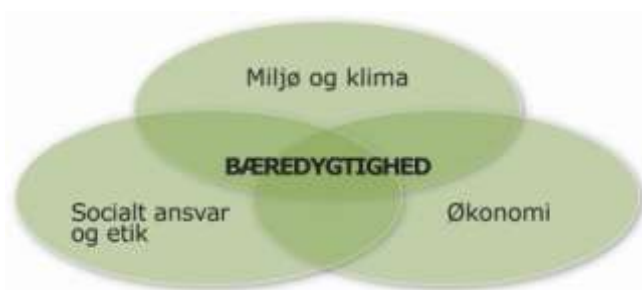 Miljø og klima
BÆREDYGTIGHED
Socialt ansvar
og etik
Økonomi